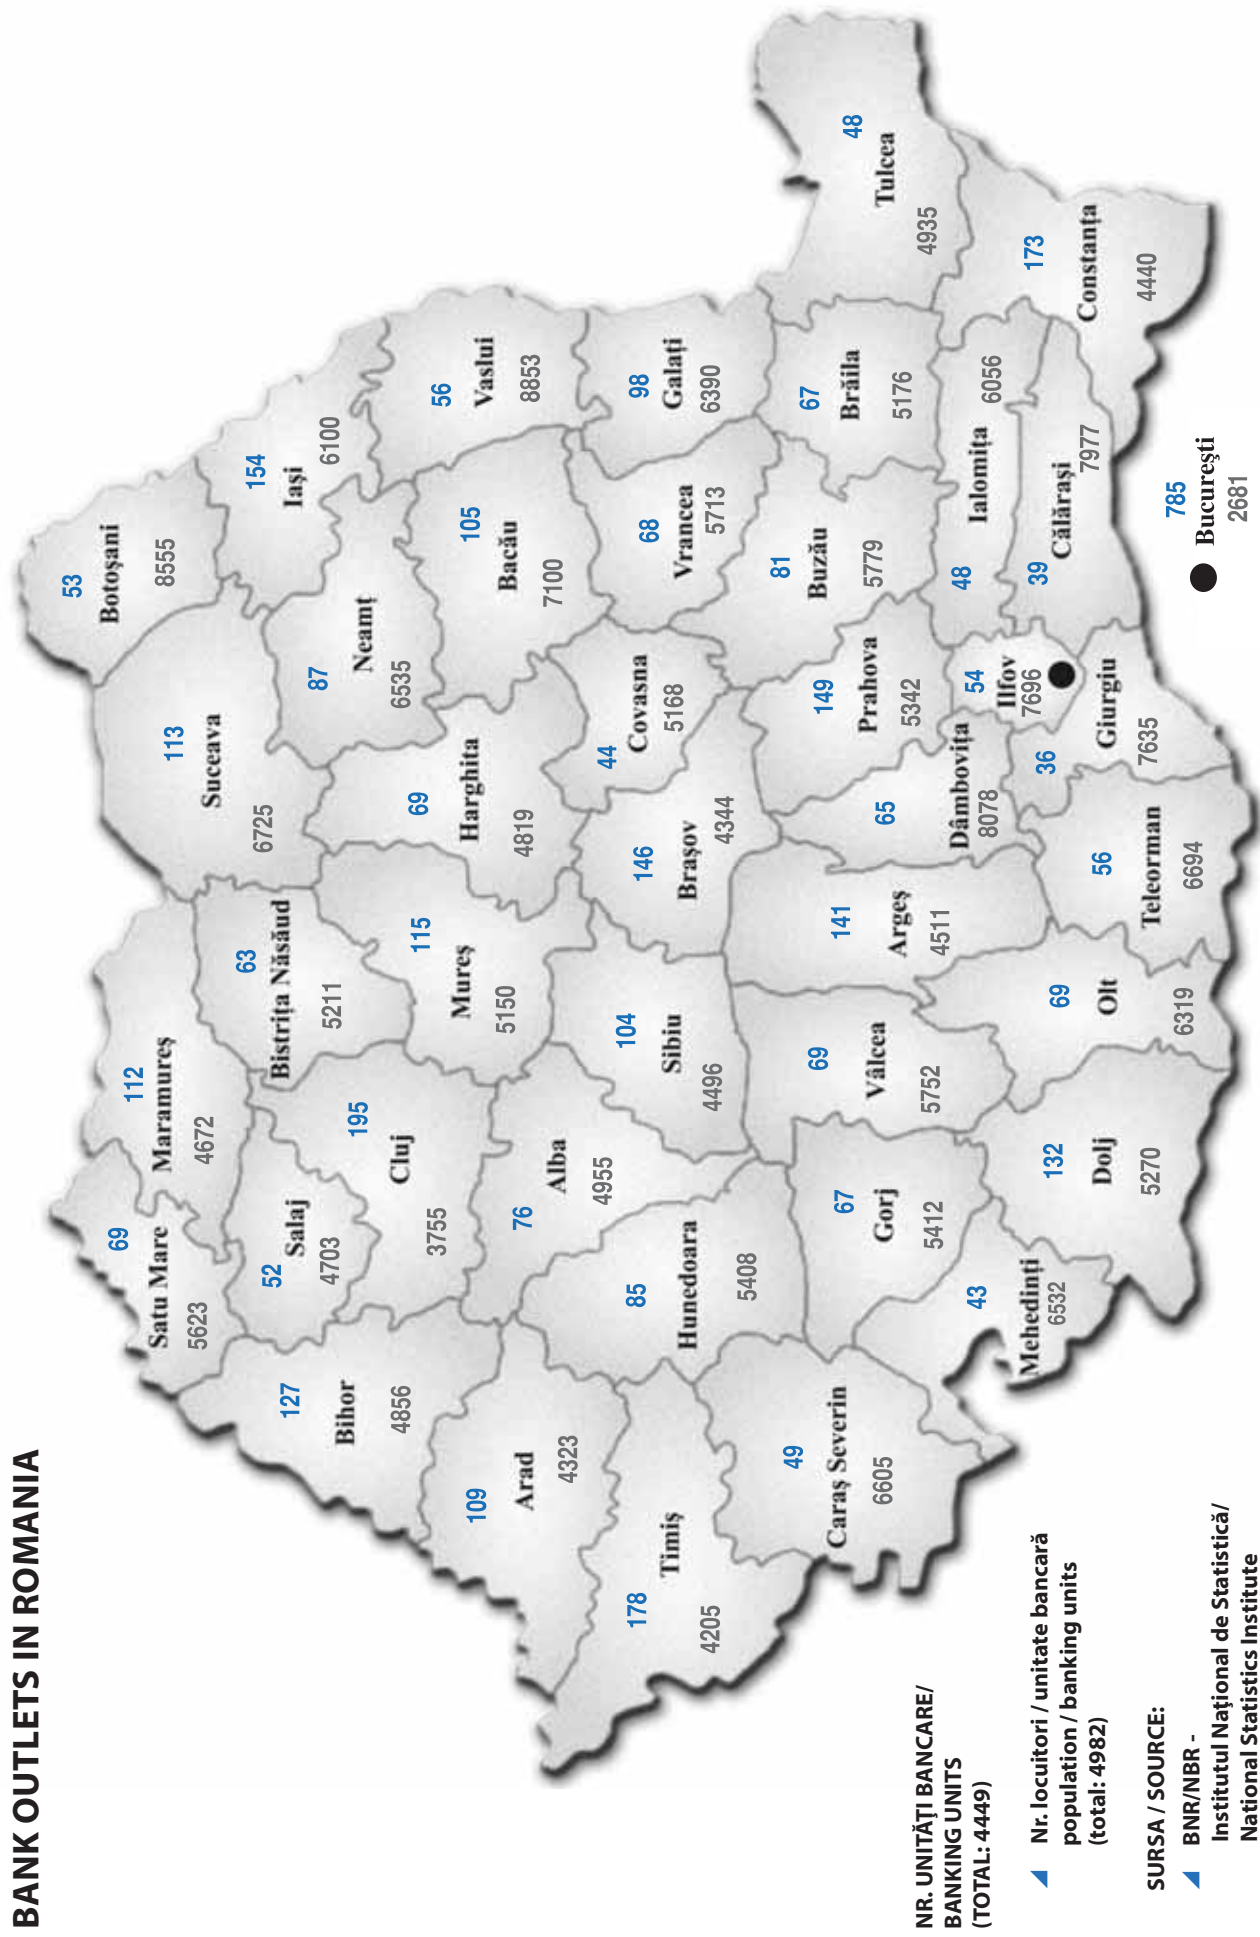 BANK OUTLETS IN ROMANIA
69
Satu Mare
5623
112
Maramureș
4672
113
Suceava
6725
53
Botoșani
8555
154
Iași
6100
127
Bihor
4856
52
Salaj
4703
195
Cluj
3755
63
Bistrița Năsăud
5211
87
Neamț
6535
109
Arad
4323
76
Alba
4955
115
Mureș
5150
69
Harghita
4819
105
Bacău
7100
56
Vaslui
8853
178
Timiș
4205
85
Hunedoara
5408
104
Sibiu
4496
146
Brașov
4344
44
Covasna
5168
68
Vrancea
5713
98
Galați
6390
49
Caraș Severin
6605
67
Gorj
5412
69
Vâlcea
5752
141
Argeș
4511
65
Dâmbovița
8078
149
Prahova
5342
81
Buzău
5779
67
Brăila
5176
48
Tulcea
4935
43
Mehedinți
6532
132
Dolj
5270
69
Olt
6319
56
Teleorman
6694
36
Giurgiu
7635
54
Ilfov
7696
48
Ialomița
6056
39
Călărași
7977
173
Constanța
4440
785
București
2681
NR. UNITĂŢI BANCARE/
BANKING UNITS
(TOTAL: 4449)
Nr. locuitori / unitate bancară
population / banking units
(total: 4982)
SURSA / SOURCE:
BNR/NBR -
Institutul Naţional de Statistică/
National Statistics Institute